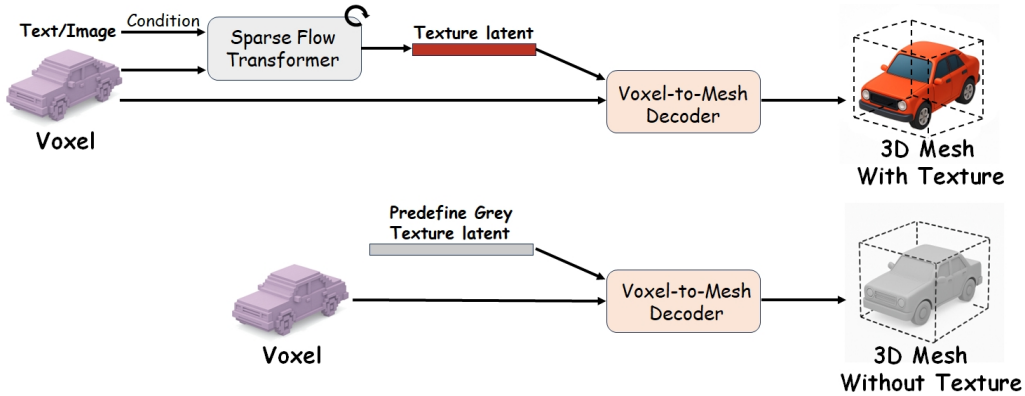 Text/Image
Condition
Sparse Flow
Transformer
Texture latent
Voxel-to-Mesh
Decoder
Voxel
3D Mesh
With Texture
Predefine Grey
Texture latent
Voxel-to-Mesh
Decoder
Voxel
3D Mesh
Without Texture